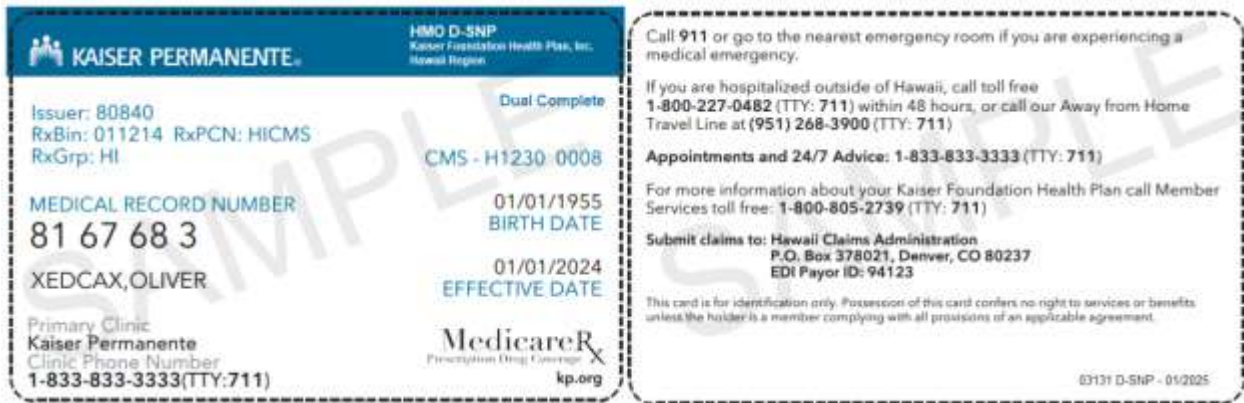 KAISER PERMANENTE®
HMO D-SNP
Kaiser Foundation Health Plan, Inc.
Hawaii Region
Dual Complete
Issuer: 80840
RxBin: 011214 RxPCN: HICMS
RxGrp: HI
CMS - H1230 0008
MEDICAL RECORD NUMBER
81 67 68 3
01/01/1955
BIRTH DATE
XEDCAX,OLIVER
01/01/2024
EFFECTIVE DATE
Primary Clinic
Kaiser Permanente
Clinic Phone Number
1-833-833-3333(TTY:711)
MedicareRx
Prescription Drug Coverage
kp.org
SAMPLE
Call 911 or go to the nearest emergency room if you are experiencing a
medical emergency.
If you are hospitalized outside of Hawaii, call toll free
1-800-227-0482 (TTY: 711) within 48 hours, or call our Away from Home
Travel Line at (951) 268-3900 (TTY: 711)
Appointments and 24/7 Advice: 1-833-833-3333 (TTY: 711)
For more information about your Kaiser Foundation Health Plan call Member
Services toll free: 1-800-805-2739 (TTY: 711)
Submit claims to: Hawaii Claims Administration
P.O. Box 378021, Denver, CO 80237
EDI Payor ID: 94123
This card is for identification only. Possession of this card confers no right to services or benefits
unless the holder is a member complying with all provisions of an applicable agreement.
03131 D-SNP - 01/2025
SAMPLE